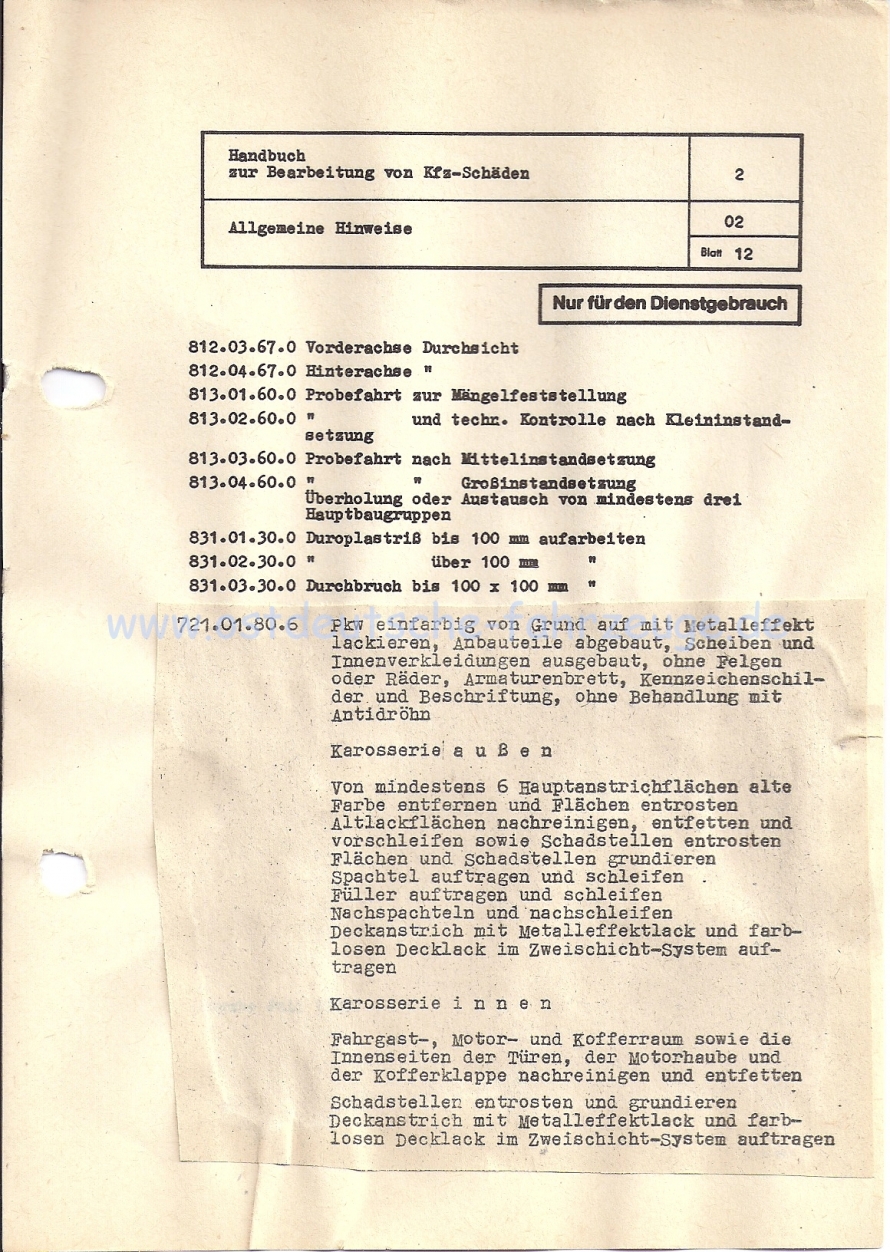 Handbuch
zur Bearbeitung von Kfz-Schäden
2
Allgemeine Hinweise
02
Blatt 12
Nur für den Dienstgebrauch
812.03.67.0 Vorderachse Durchsicht
812.04.67.0 Hinterachse "
813.01.60.0 Probefahrt zur Mängelfeststellung
813.02.60.0 " und techn. Kontrolle nach Kleininstand-
setzung
813.03.60.0 Probefahrt nach Mittelinstandsetzung
813.04.60.0 " " Großinstandsetzung
Überholung oder Austausch von mindestens drei
Hauptbaugruppen
831.01.30.0 Duroplastriß bis 100 mm aufarbeiten
831.02.30.0 " über 100 mm "
831.03.30.0 Durchbruch bis 100 x 100 mm "
www.ostdeutsche-fahrzeuge.de
721.01.80.6 Pkw einfarbig von Grund auf mit Metalleffekt
lackieren, Anbauteile abgebaut, Scheiben und
Innenverkleidungen ausgebaut, ohne Felgen
oder Räder, Armaturenbrett, Kennzeichenschil-
der und Beschriftung, ohne Behandlung mit
Antidröhn
Karosserie a u ß e n
Von mindestens 6 Hauptanstrichflächen alte
Farbe entfernen und Flächen entrosten
Altlackflächen nachreinigen, entfetten und
vorschleifen sowie Schadstellen entrosten
Flächen und Schadstellen grundieren
Spachtel auftragen und schleifen .
Füller auftragen und schleifen
Nachspachteln und nachschleifen
Deckanstrich mit Metalleffektlack und farb-
losen Decklack im Zweischicht-System auf-
tragen
Karosserie i n n e n
Fahrgast-, Motor- und Kofferraum sowie die
Innenseiten der Türen, der Motorhaube und
der Kofferklappe nachreinigen und entfetten
Schadstellen entrosten und grundieren
Deckanstrich mit Metalleffektlack und farb-
losen Decklack im Zweischicht-System auftragen